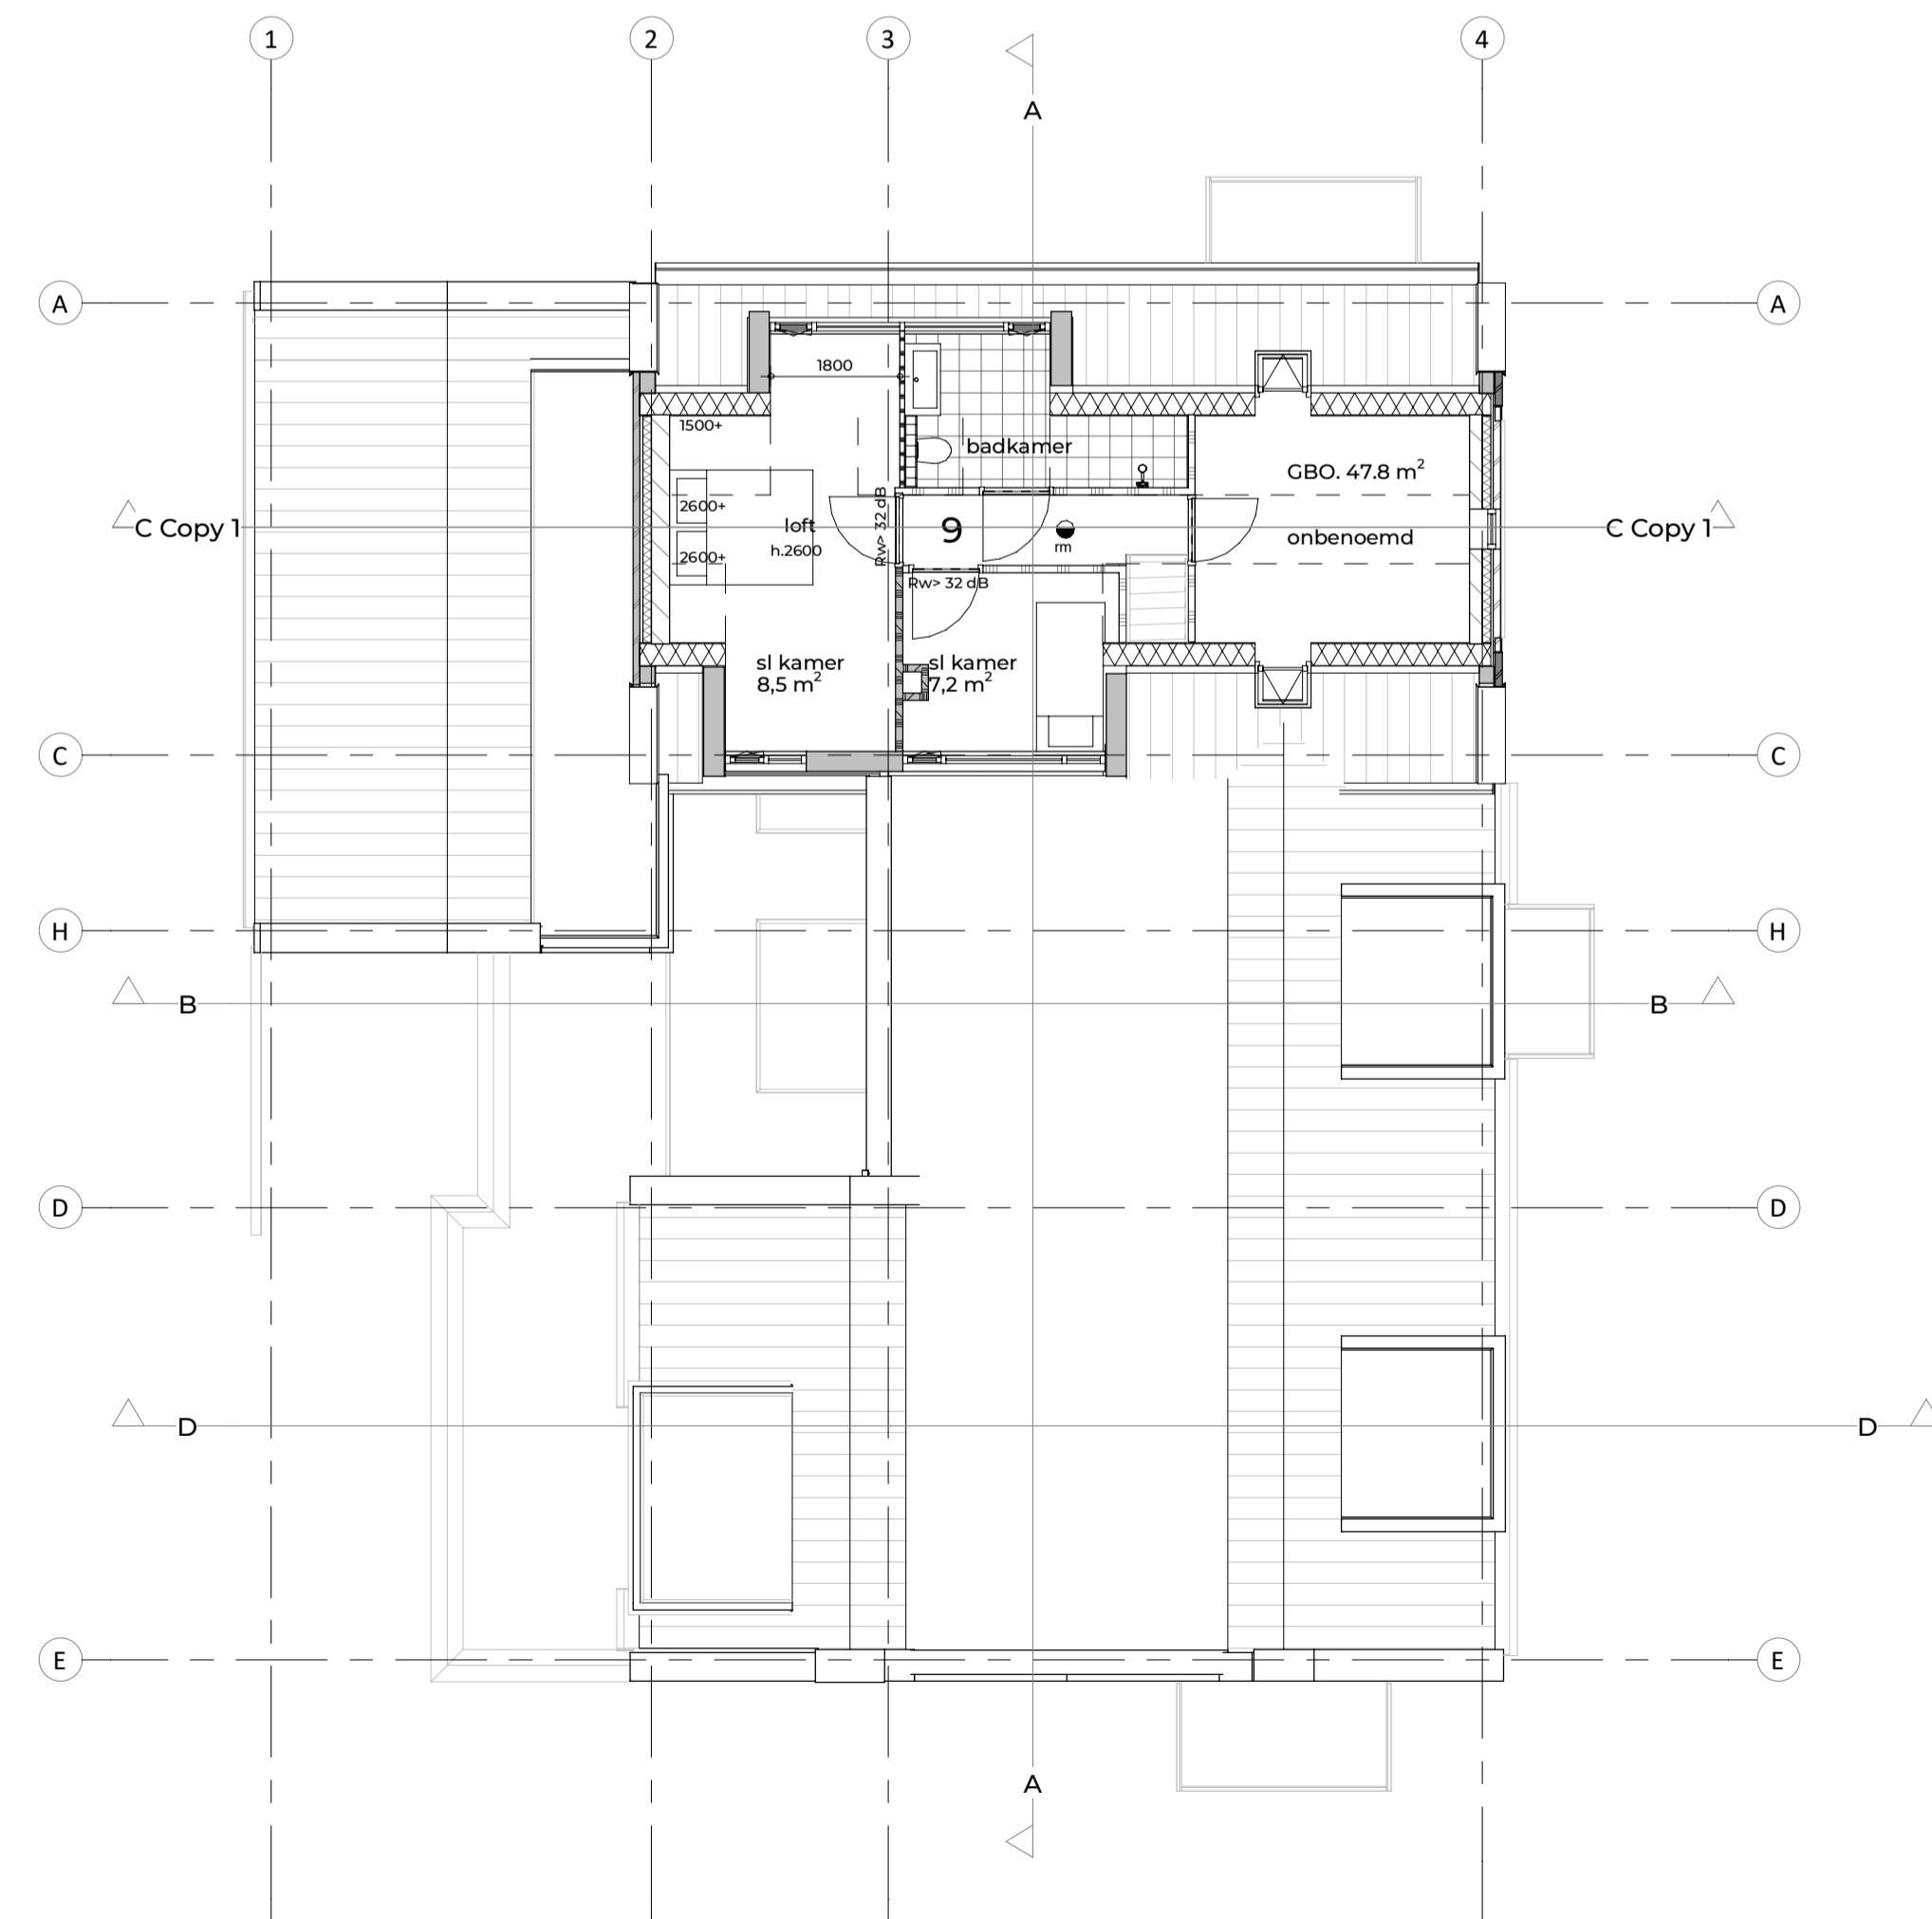 1
2
3
4
A
A
A
1800
1500+
badkamer
GBO. 47.8 m²
2600+
loft
Rw> 32 dB
9
C Copy 1
C Copy 1
onbenoemd
h.2600
rm
2600+
Rw> 32 dB
sl kamer
8,5 m²
sl kamer
7,2 m²
C
C
H
H
B
B
D
D
D
D
E
E
A